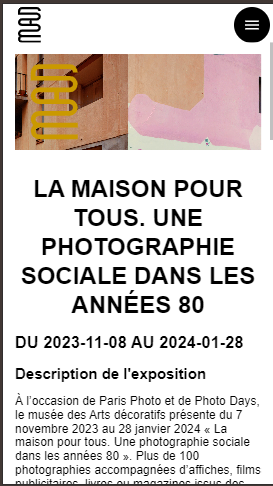 LA MAISON POUR
TOUS. UNE
PHOTOGRAPHIE
SOCIALE DANS LES
ANNÉES 80
DU 2023-11-08 AU 2024-01-28
Description de l'exposition
À l'occasion de Paris Photo et de Photo Days,
le musée des Arts décoratifs présente du 7
novembre 2023 au 28 janvier 2024 « La
maison pour tous. Une photographie sociale
dans les années 80 ». Plus de 100
photographies accompagnées d'affiches, films
publicitaires, livres ou magazines issus des